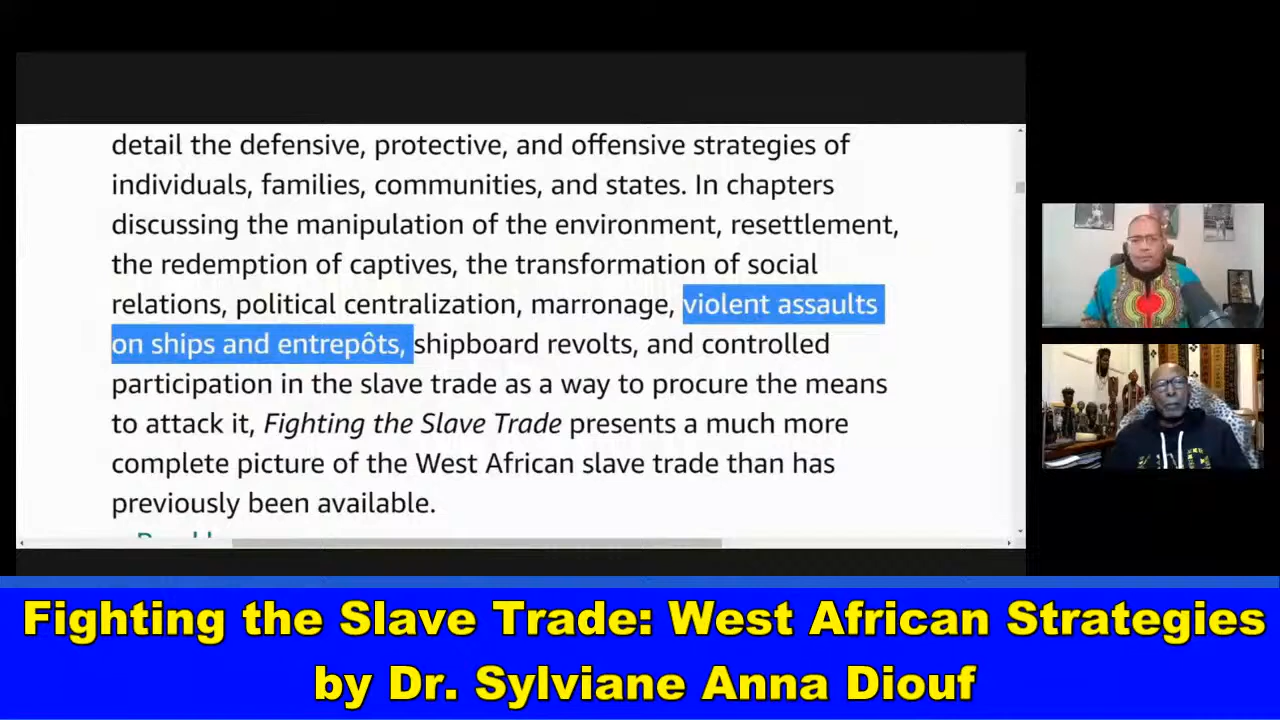 detail the defensive, protective, and offensive strategies of
individuals, families, communities, and states. In chapters
discussing the manipulation of the environment, resettlement,
the redemption of captives, the transformation of social
relations, political centralization, marronage, violent assaults
on ships and entrepôts, shipboard revolts, and controlled
participation in the slave trade as a way to procure the means
to attack it, Fighting the Slave Trade presents a much more
complete picture of the West African slave trade than has
previously been available.
Fighting the Slave Trade: West African Strategies
by Dr. Sylviane Anna Diouf